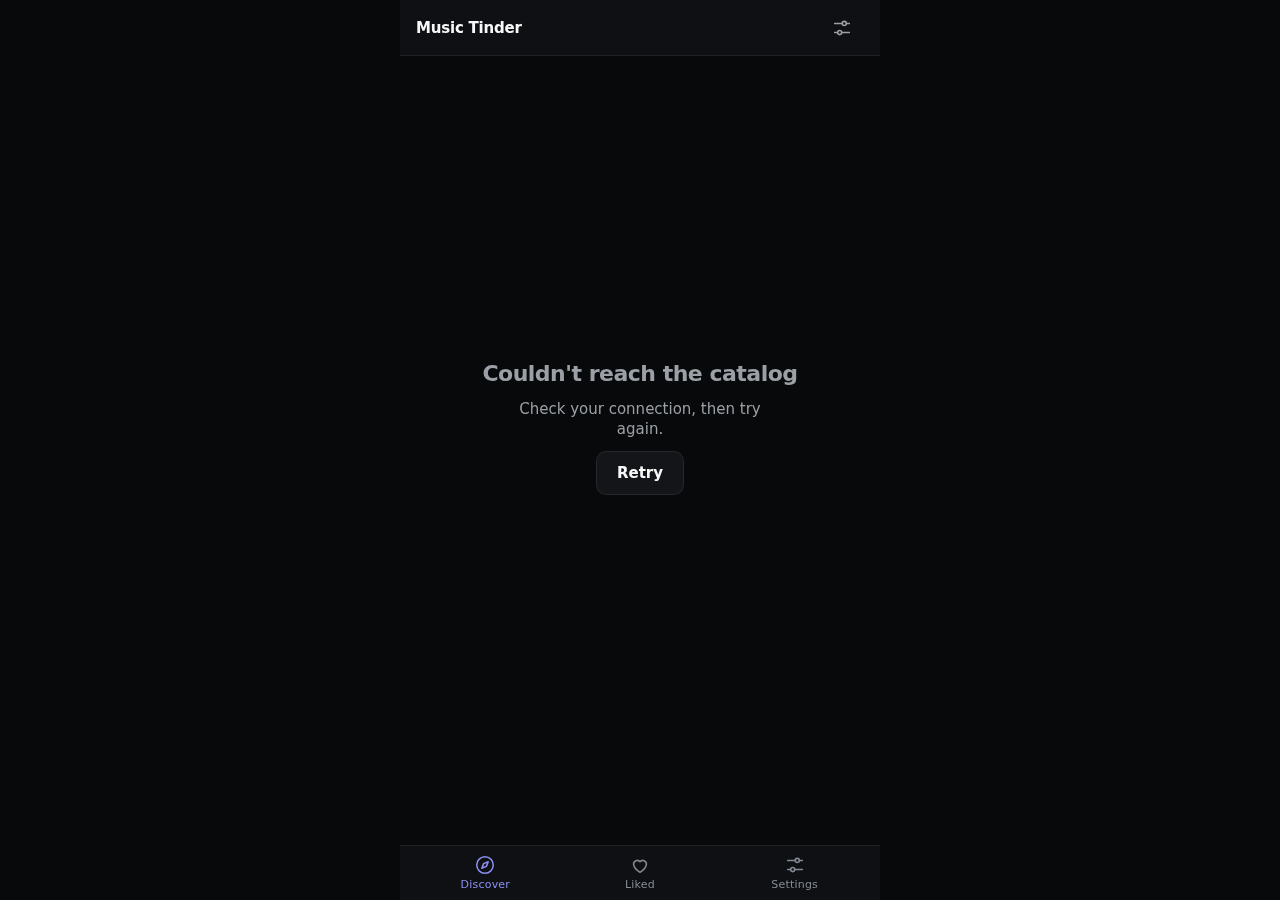 Music Tinder
Couldn't reach the catalog
Check your connection, then try
again.
Retry
Discover
Liked
Settings